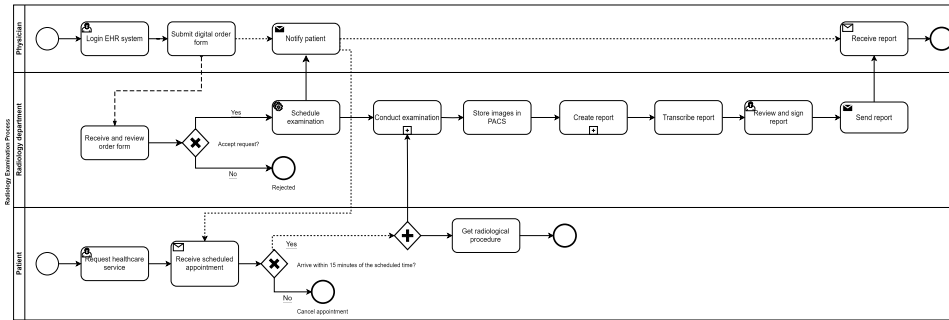 Radiology Examination Process
Physician
Login EHR system
Submit digital order
form
Notify patient
Receive report
Radiology department
Receive and review
order form
Yes
Accept request?
No
Rejected
Schedule
examination
Conduct examination
Store images in
PACS
Create report
Transcribe report
Review and sign
report
Send report
Patient
Request healthcare
service
Receive scheduled
appointment
Yes
Arrive within 15 minutes of the scheduled time?
No
Cancel appointment
Get radiological
procedure